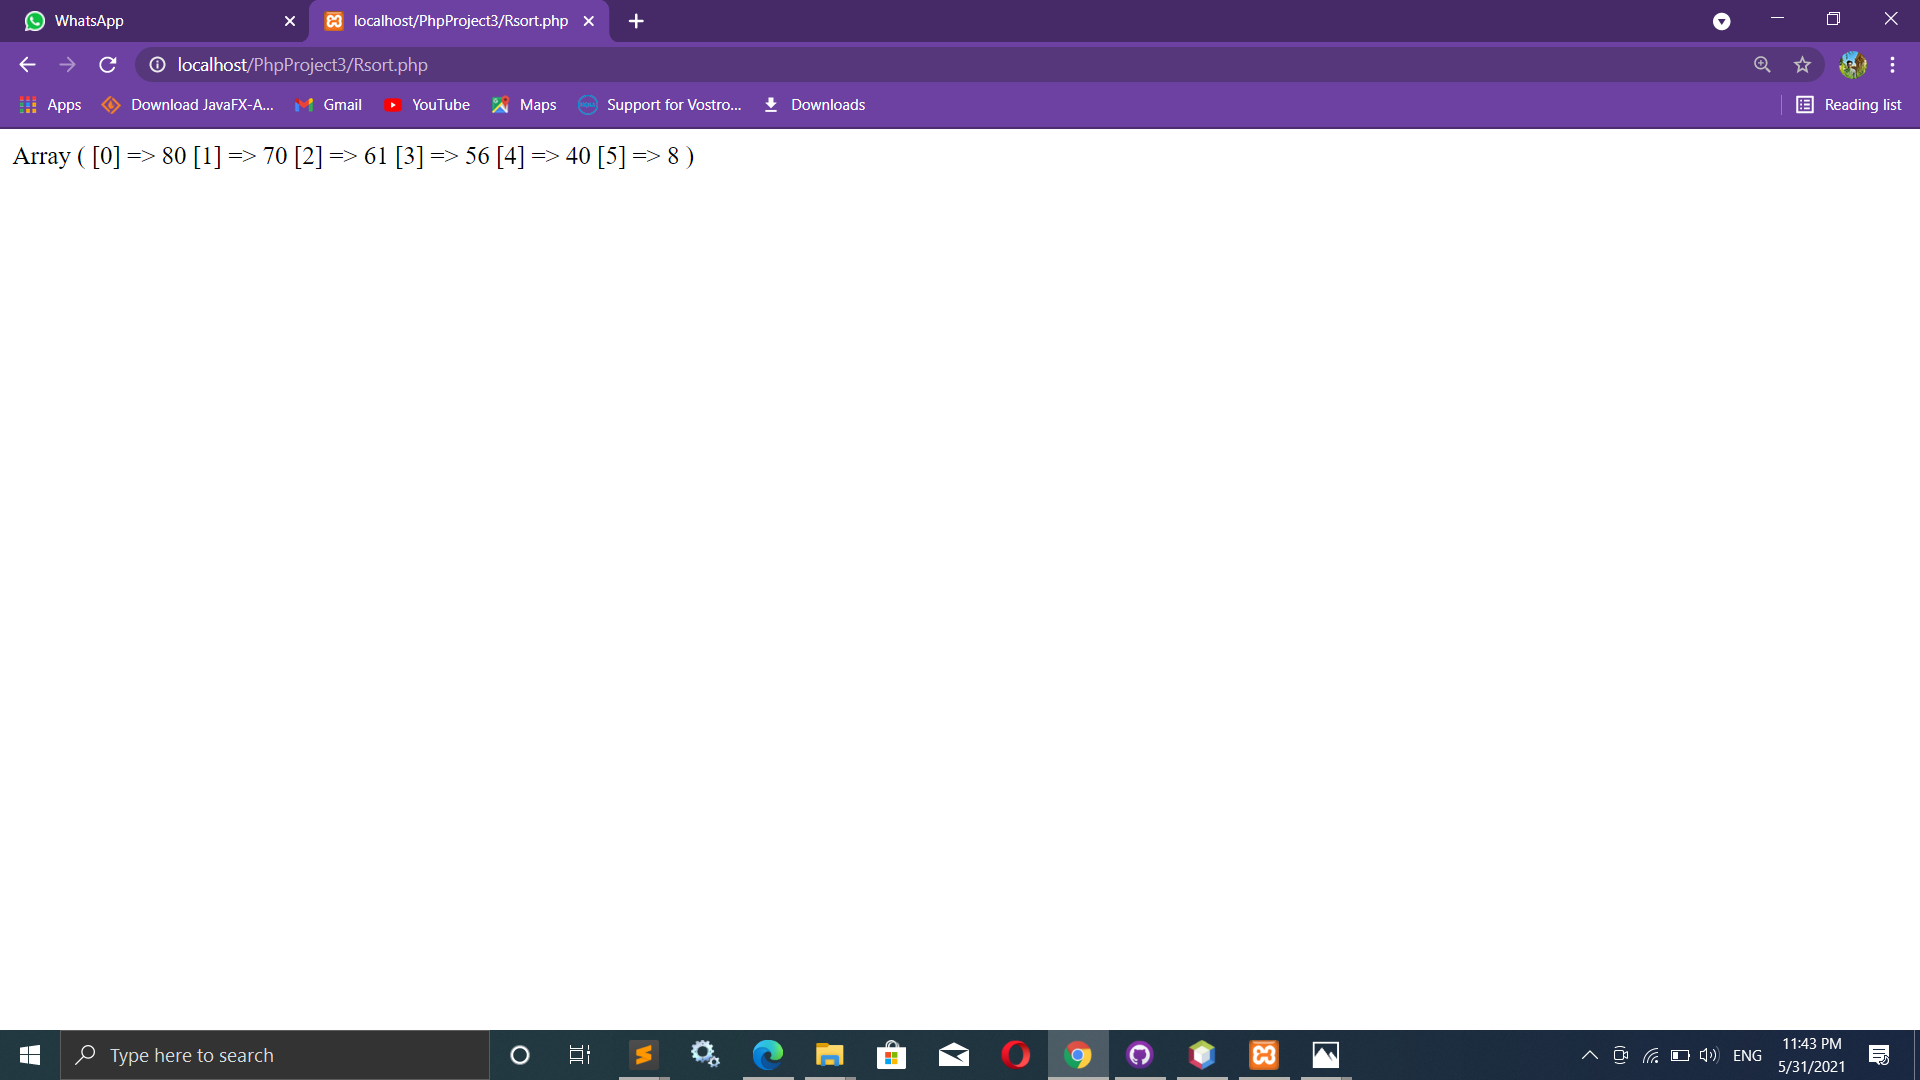 WhatsApp
localhost/PhpProject3/Rsort.php
localhost/PhpProject3/Rsort.php
Apps
Download JavaFX-A...
Gmail
YouTube
Maps
Support for Vostro...
Downloads
Reading list
Array ( [0] => 80 [1] => 70 [2] => 61 [3] => 56 [4] => 40 [5] => 8 )
Type here to search
ENG
11:43 PM
5/31/2021